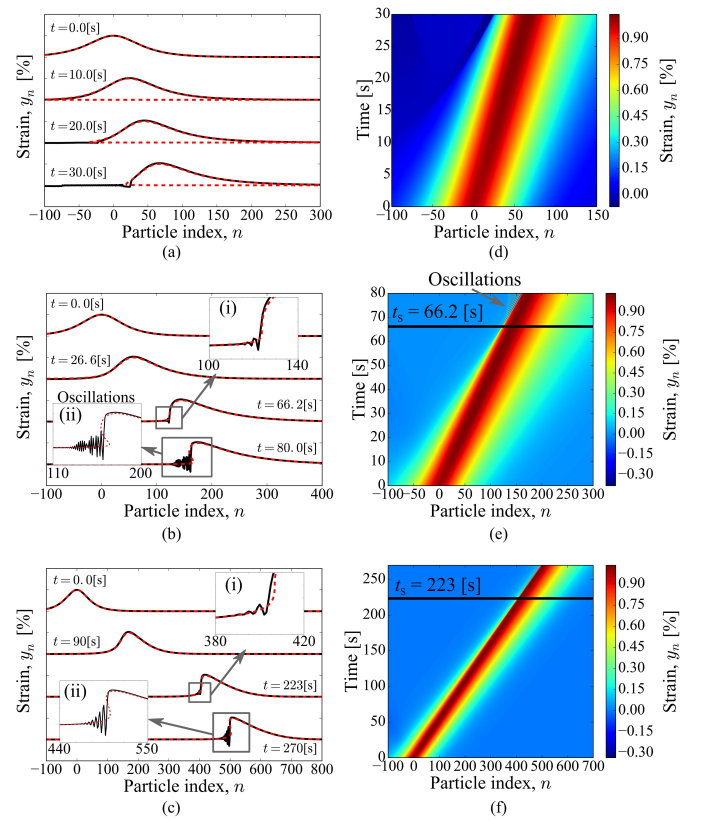 t = 0.0[s]
t = 10.0[s]
t = 20.0[s]
t = 30.0[s]
Strain, yn [%]
−100 −50 0 50 100 150 200 250 300
Particle index, n
(a)
30
25
20
15
10
5
0
Time [s]
−100 −50 0 50 100 150
Particle index, n
0.90
0.75
0.60
0.45
0.30
0.15
0.00
Strain, yn [%]
(d)
t = 0.0[s]
t = 26.6[s]
t = 66.2[s]
t = 80.0[s]
(i)
100 140
Oscillations
(ii)
110 200
Strain, yn [%]
−100 0 100 200 300 400
Particle index, n
(b)
Oscillations
ts = 66.2 [s]
80
70
60
50
40
30
20
10
0
Time [s]
−100 −50 0 50 100 150 200 250 300
Particle index, n
0.90
0.75
0.60
0.45
0.30
0.15
0.00
−0.15
−0.30
Strain, yn [%]
(e)
t = 0.0[s]
t = 90[s]
t = 223[s]
t = 270[s]
(i)
380 420
(ii)
440 550
Strain, yn [%]
−100 0 100 200 300 400 500 600 700 800
Particle index, n
(c)
ts = 223 [s]
250
200
150
100
50
0
Time [s]
−100 0 100 200 300 400 500 600 700
Particle index, n
0.90
0.75
0.60
0.45
0.30
0.15
0.00
−0.15
−0.30
Strain, yn [%]
(f)